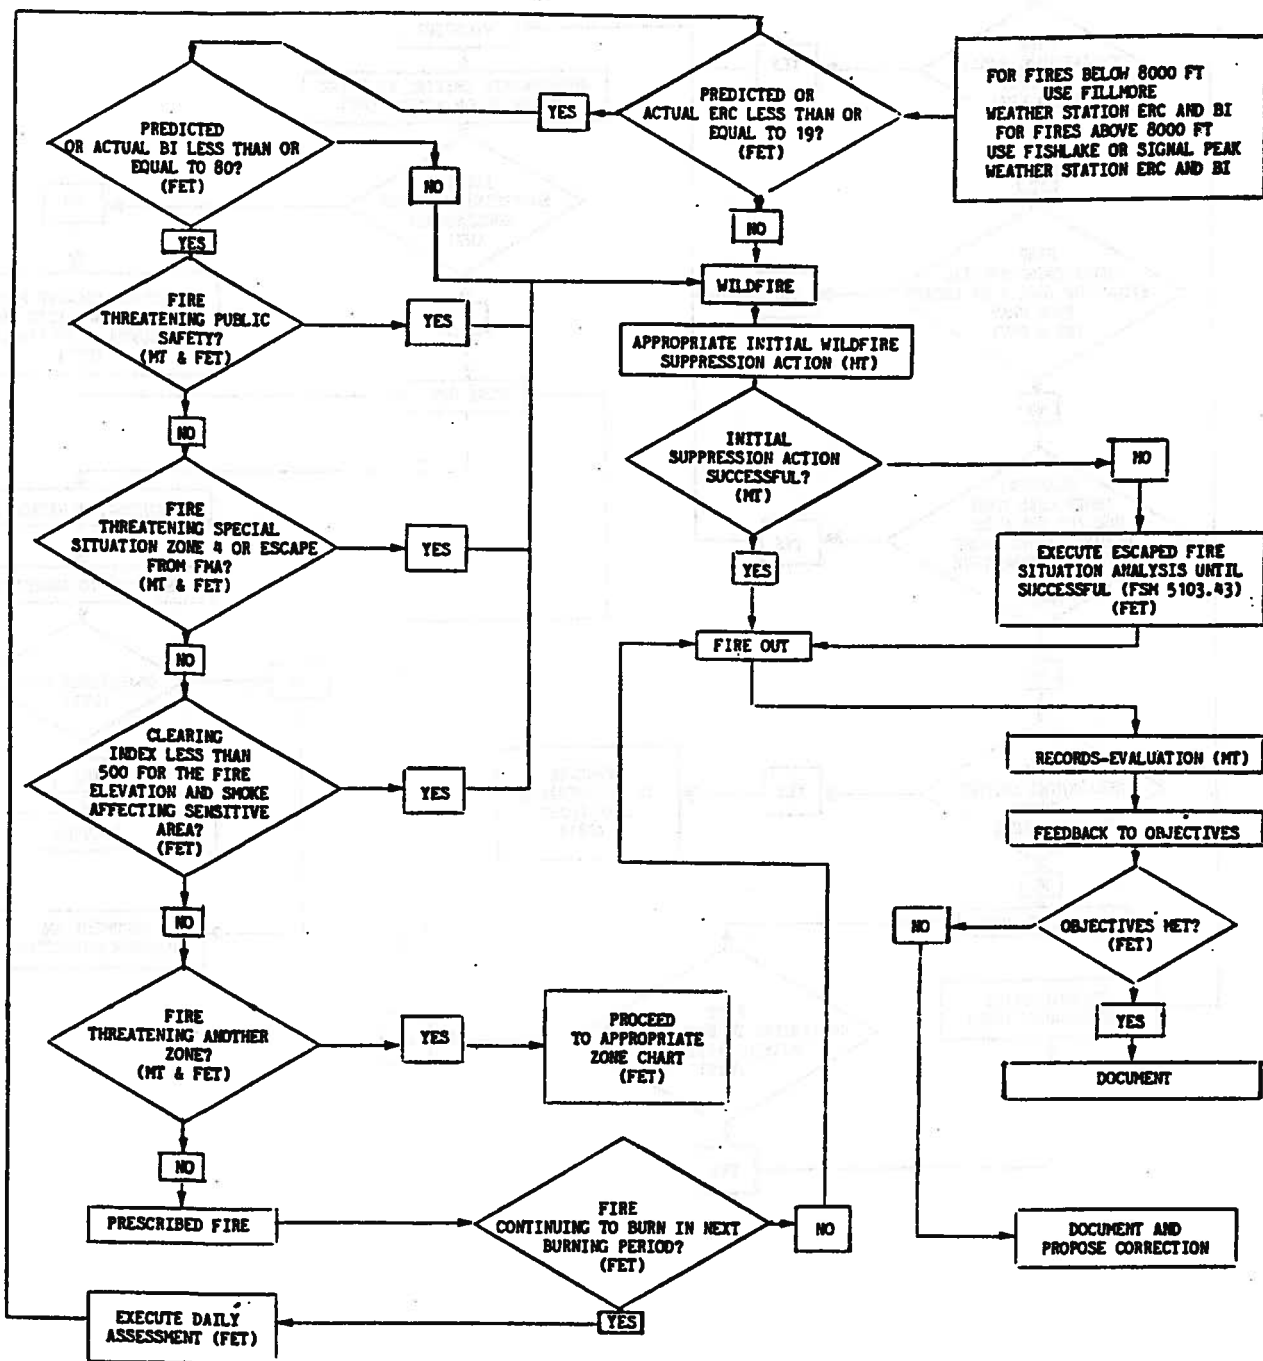 FOR FIRES BELOW 8000 FT
USE FILLMORE
WEATHER STATION ERC AND BI
FOR FIRES ABOVE 8000 FT
USE FISHLAKE OR SIGNAL PEAK
WEATHER STATION ERC AND BI
PREDICTED OR
ACTUAL ERC LESS THAN OR
EQUAL TO 19?
(FET)
YES
NO
PREDICTED
OR ACTUAL BI LESS THAN OR
EQUAL TO 80?
(FET)
NO
YES
WILDFIRE
APPROPRIATE INITIAL WILDFIRE
SUPPRESSION ACTION (MT)
FIRE
THREATENING PUBLIC
SAFETY?
(MT & FET)
YES
NO
INITIAL
SUPPRESSION ACTION
SUCCESSFUL?
(MT)
NO
YES
EXECUTE ESCAPED FIRE
SITUATION ANALYSIS UNTIL
SUCCESSFUL (FSM 5103.43)
(FET)
FIRE
THREATENING SPECIAL
SITUATION ZONE 4 OR ESCAPE
FROM FMA?
(MT & FET)
YES
NO
FIRE OUT
CLEARING
INDEX LESS THAN
500 FOR THE FIRE
ELEVATION AND SMOKE
AFFECTING SENSITIVE
AREA?
(FET)
YES
NO
RECORDS-EVALUATION (MT)
FEEDBACK TO OBJECTIVES
OBJECTIVES MET?
(FET)
NO
YES
DOCUMENT
FIRE
THREATENING ANOTHER
ZONE?
(MT & FET)
YES
PROCEED
TO APPROPRIATE
ZONE CHART
(FET)
NO
PRESCRIBED FIRE
FIRE
CONTINUING TO BURN IN NEXT
BURNING PERIOD?
(FET)
NO
YES
DOCUMENT AND
PROPOSE CORRECTION
EXECUTE DAILY
ASSESSMENT (FET)